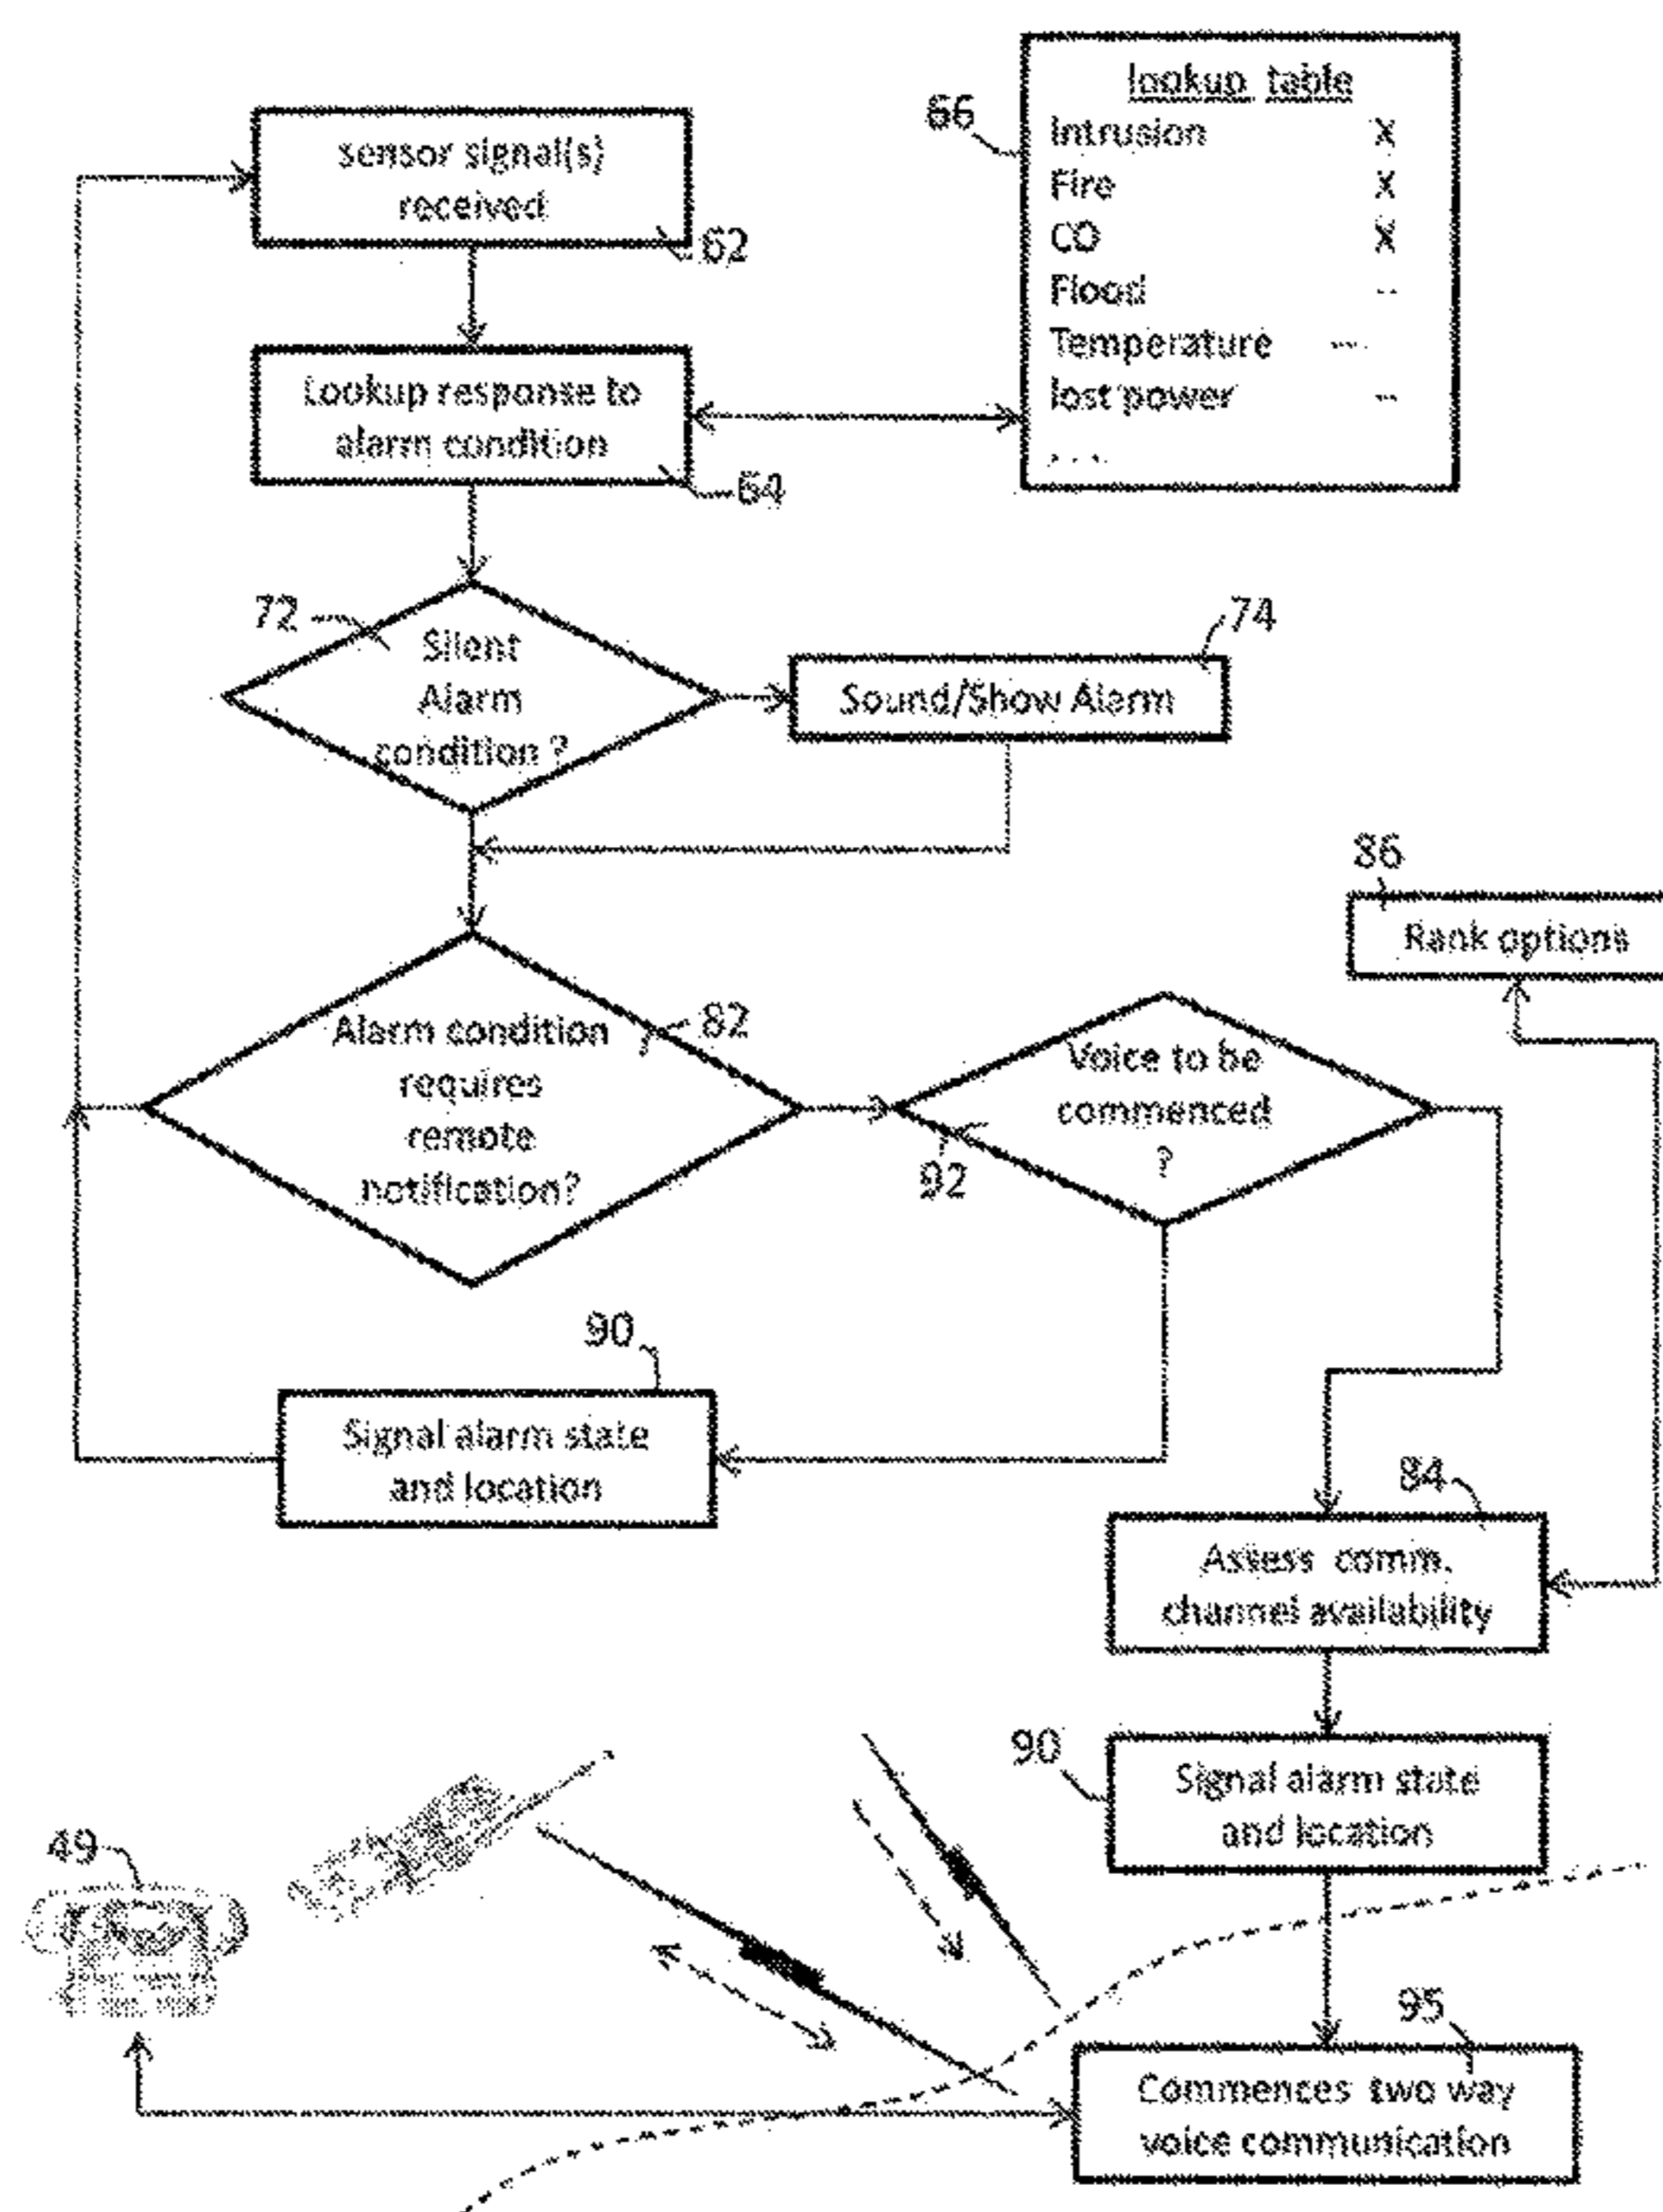 sensor signal(s)
received
62
66
lookup table
Intrusion X
Fire X
CO X
Flood --
Temperature ---
lost power --
. . .
Lookup response to
alarm condition
64
72
Silent
Alarm
condition ?
74
Sound/Show Alarm
86
Rank options
Alarm condition
requires
remote
notification?
82
Voice to be
commenced
?
92
90
Signal alarm state
and location
84
Assess comm.
channel availability
90
Signal alarm state
and location
49
95
Commences two way
voice communication